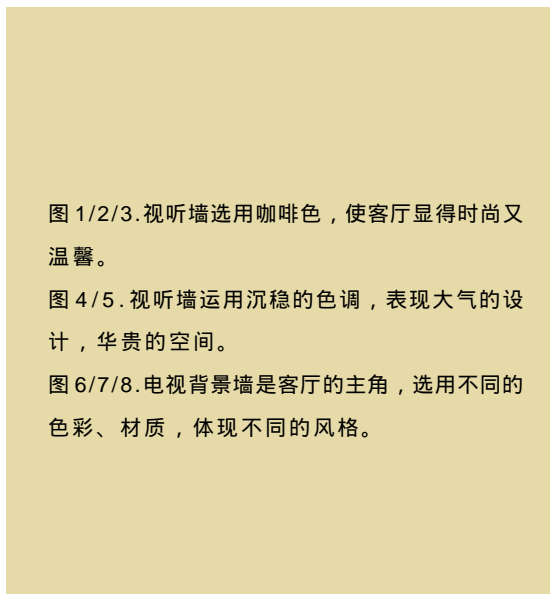 图1/2/3.视听墙选用咖啡色，使客厅显得时尚又
温馨。
图4/5.视听墙运用沉稳的色调，表现大气的设
计，华贵的空间。
图6/7/8.电视背景墙是客厅的主角，选用不同的
色彩、材质，体现不同的风格。